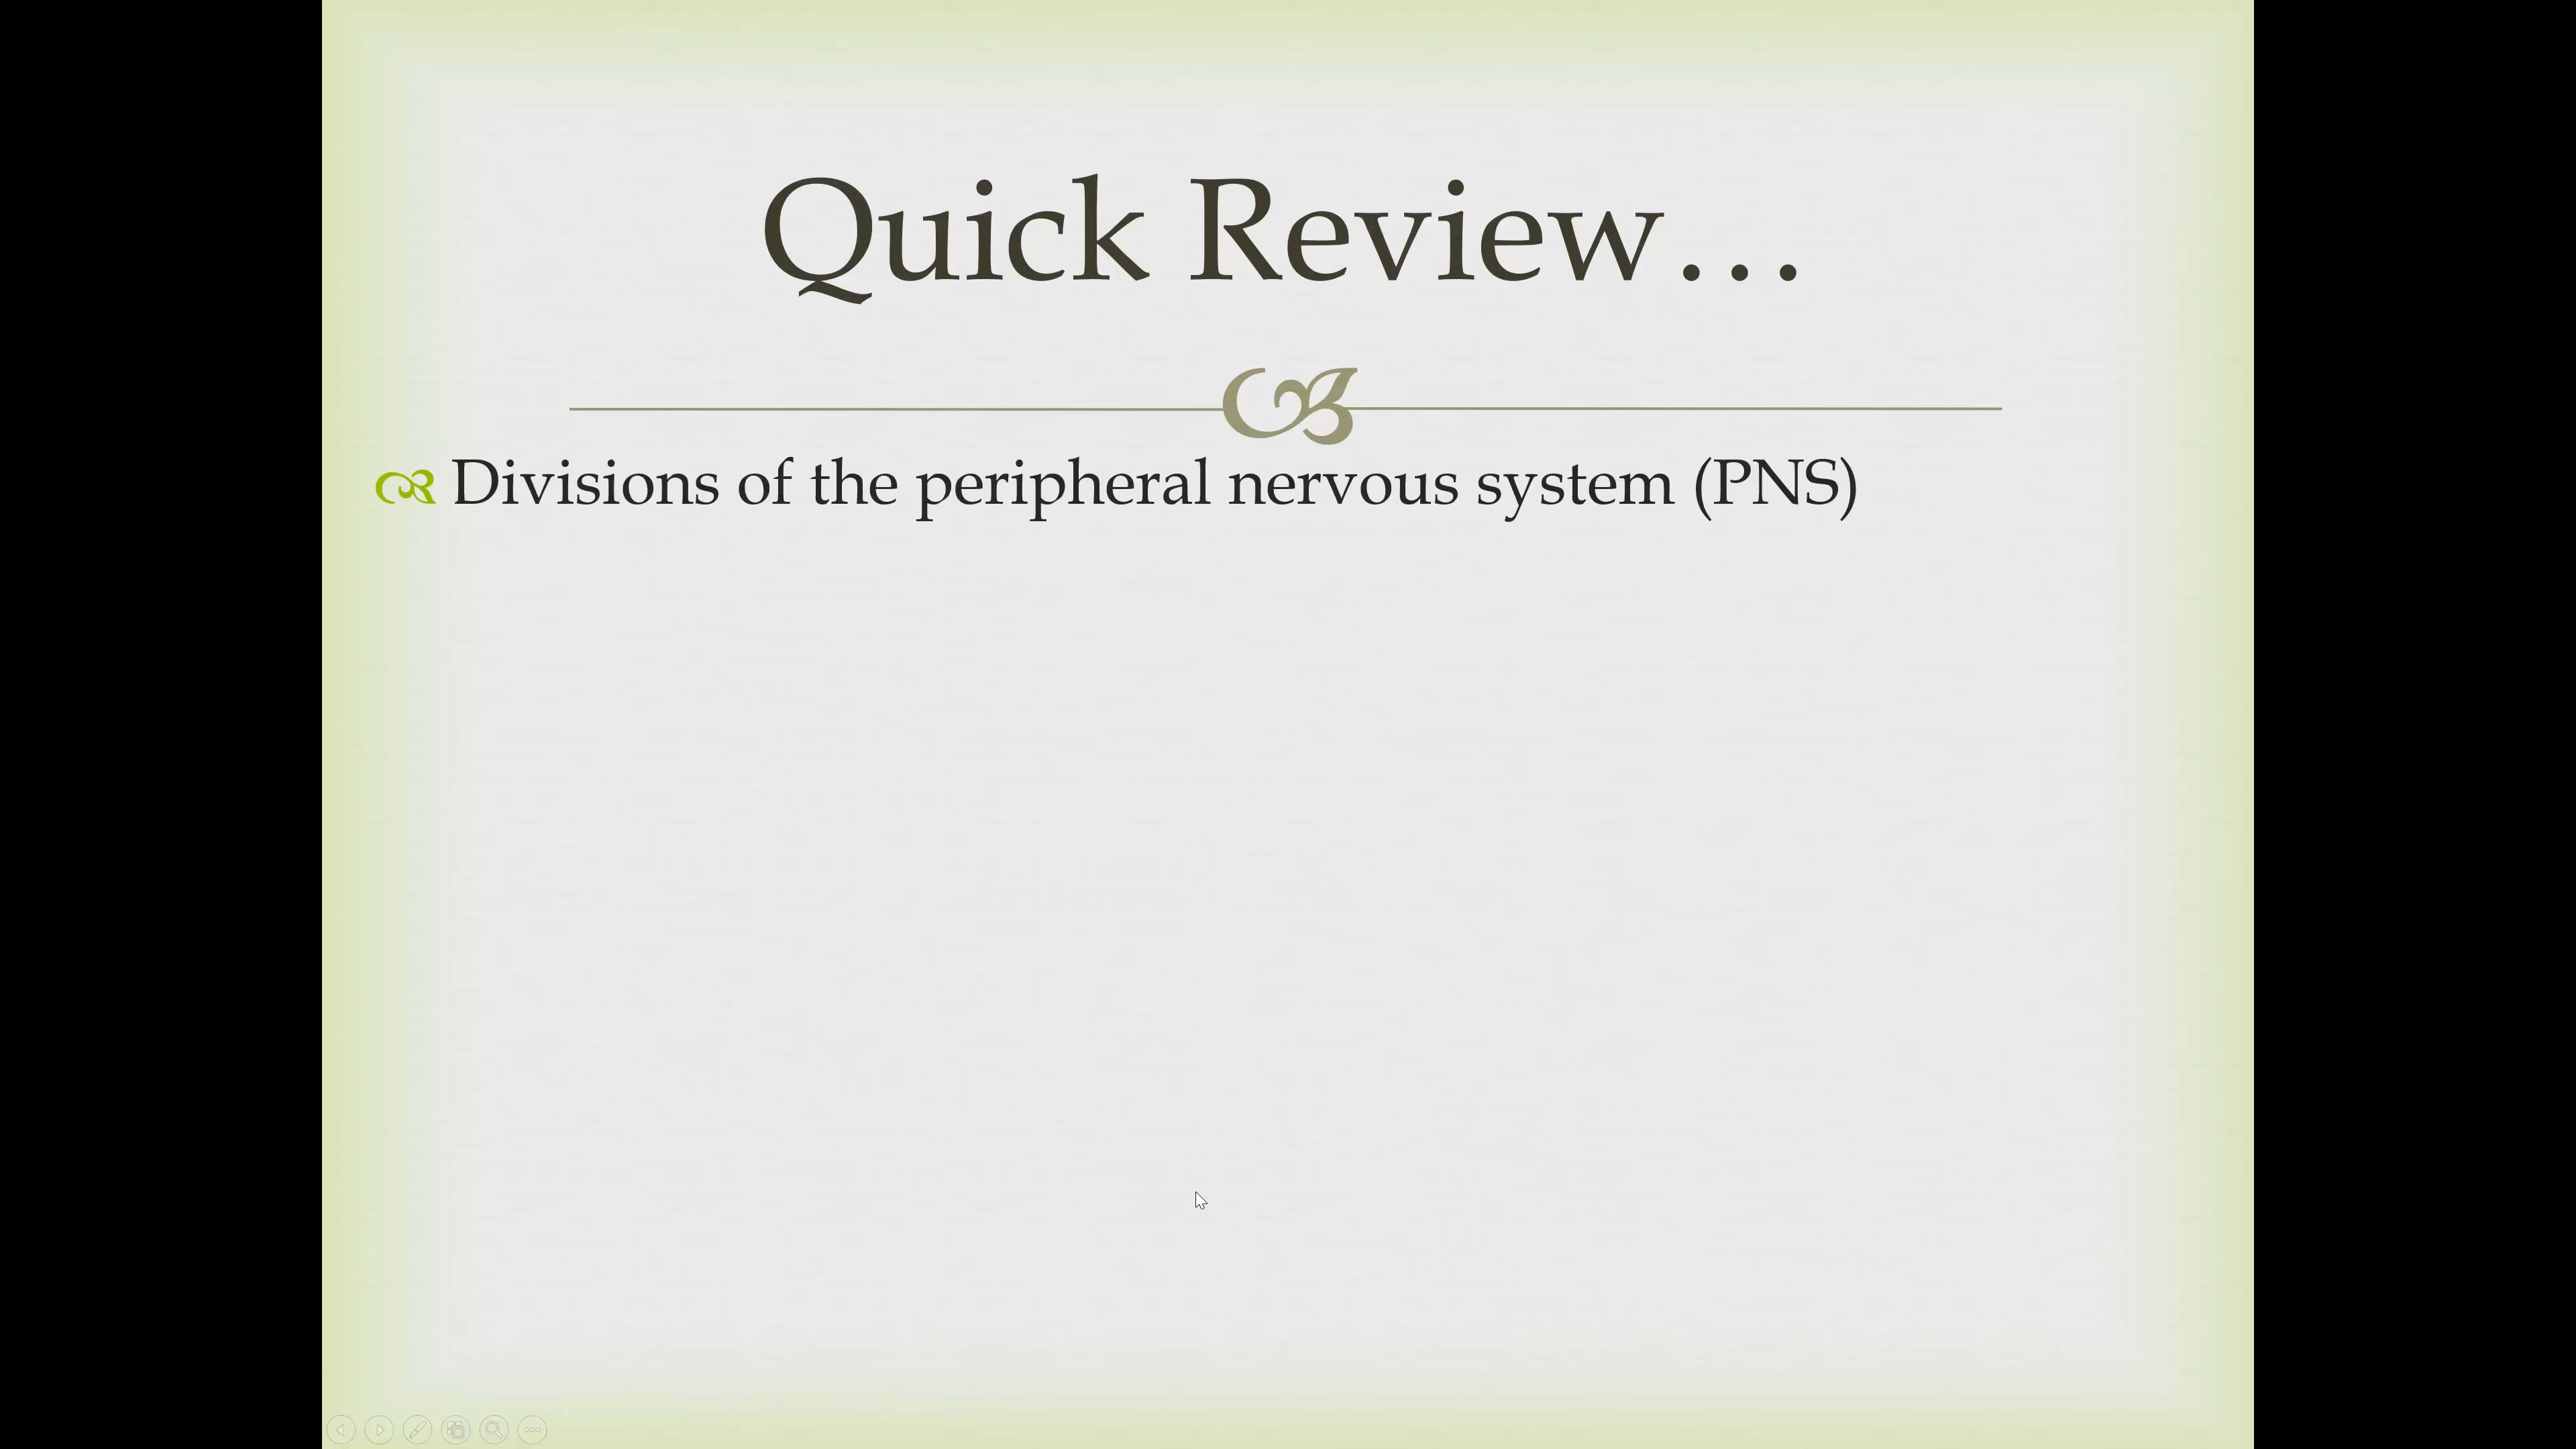 Quick Review…
Divisions of the peripheral nervous system (PNS)